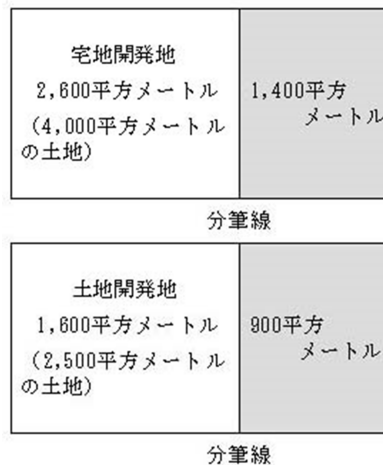 宅地開発地
2,600平方メートル
(4,000平方メートル
の土地)
1,400平方
メートル
分筆線
土地開発地
1,600平方メートル
(2,500平方メートル
の土地)
900平方
メートル
分筆線